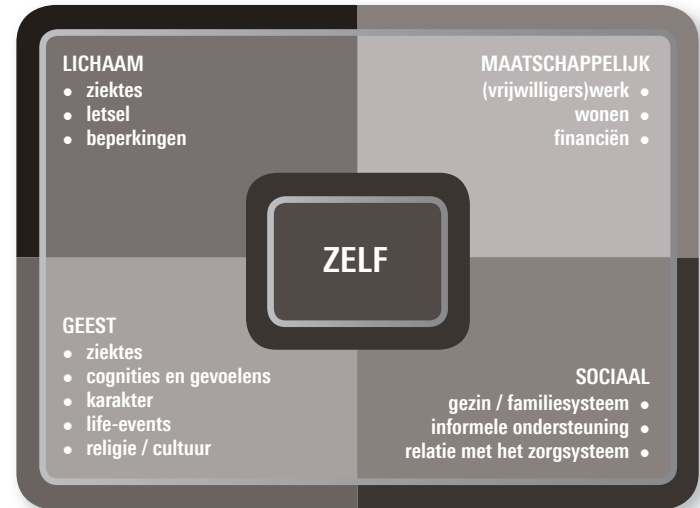 LICHAAM
• ziektes
• letsel
• beperkingen
MAATSCHAPPELIJK
(vrijwilligers)werk •
wonen •
financiën •
ZELF
GEEST
• ziektes
• cognities en gevoelens
• karakter
• life-events
• religie / cultuur
SOCIAAL
gezin / familiesysteem •
informele ondersteuning •
relatie met het zorgsysteem •